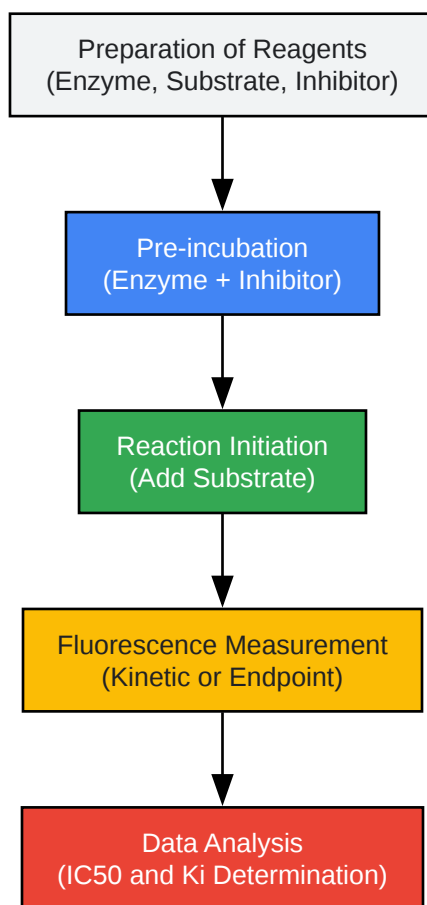 Preparation of Reagents
(Enzyme, Substrate, Inhibitor)
Pre-incubation
(Enzyme + Inhibitor)
Reaction Initiation
(Add Substrate)
Fluorescence Measurement
(Kinetic or Endpoint)
Data Analysis
(IC50 and Ki Determination)